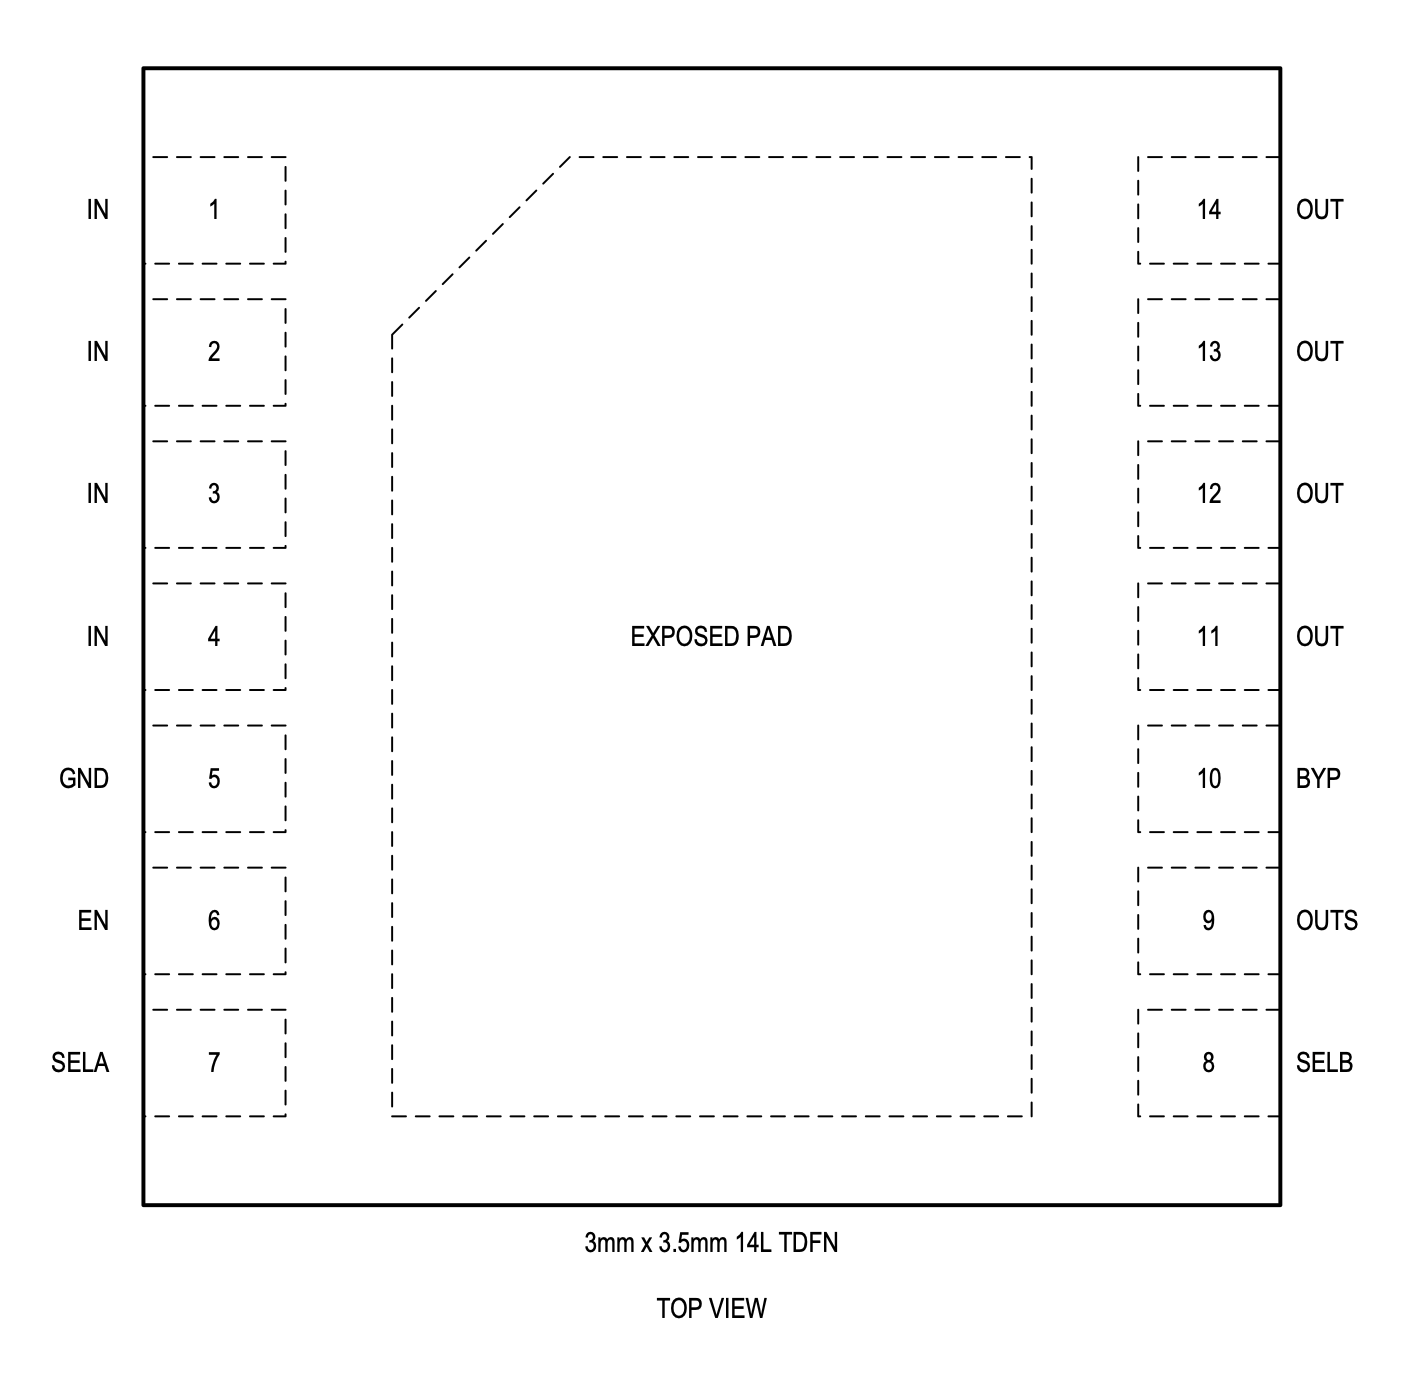 IN 1 14 OUT
IN 2 13 OUT
IN 3 12 OUT
IN 4 EXPOSED PAD 11 OUT
GND 5 10 BYP
EN 6 9 OUTS
SELA 7 8 SELB
3mm x 3.5mm 14L TDFN
TOP VIEW